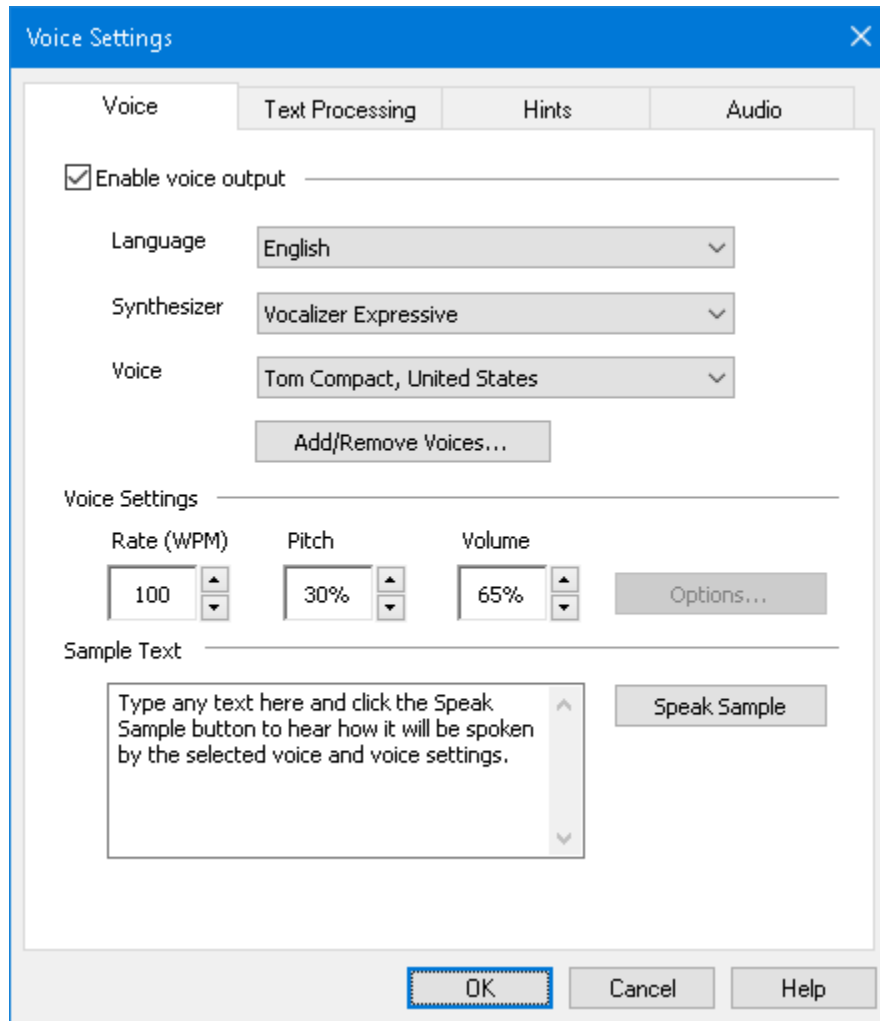 Voice Settings
Voice
Text Processing
Hints
Audio
Enable voice output
Language
English
Synthesizer
Vocalizer Expressive
Voice
Tom Compact, United States
Add/Remove Voices...
Voice Settings
Rate (WPM)
Pitch
Volume
100
30%
65%
Options...
Sample Text
Type any text here and click the Speak
Sample button to hear how it will be spoken
by the selected voice and voice settings.
Speak Sample
OK
Cancel
Help